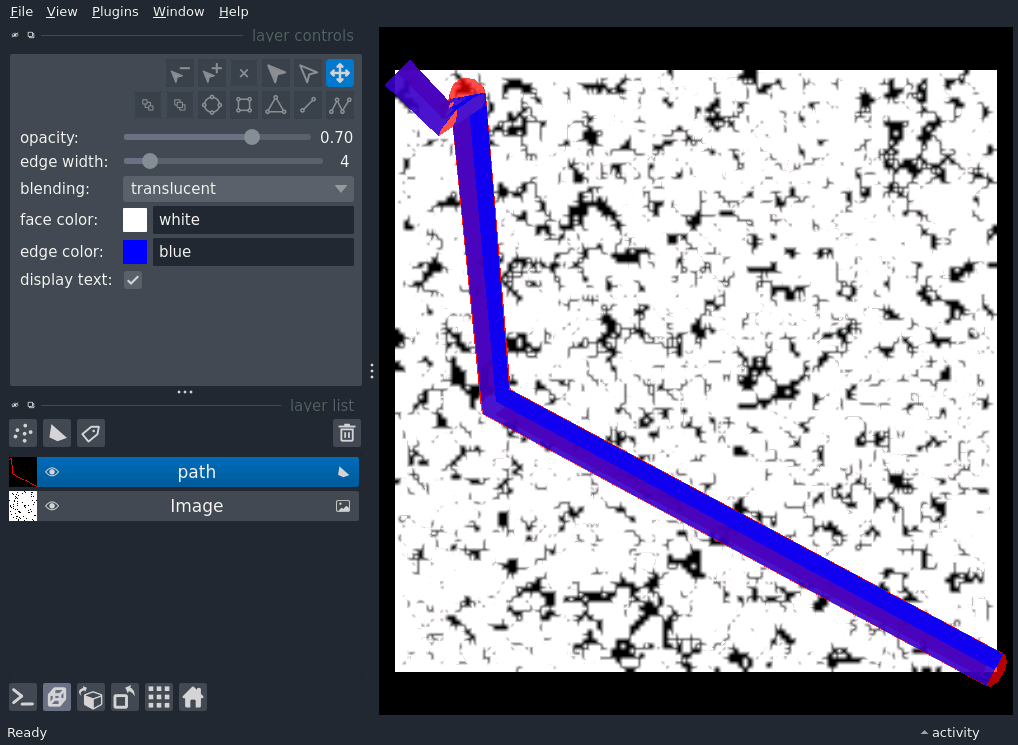 File View Plugins Window Help
layer controls
opacity: 0.70
edge width: 4
blending: translucent
face color: white
edge color: blue
display text:
layer list
path
Image
Ready activity